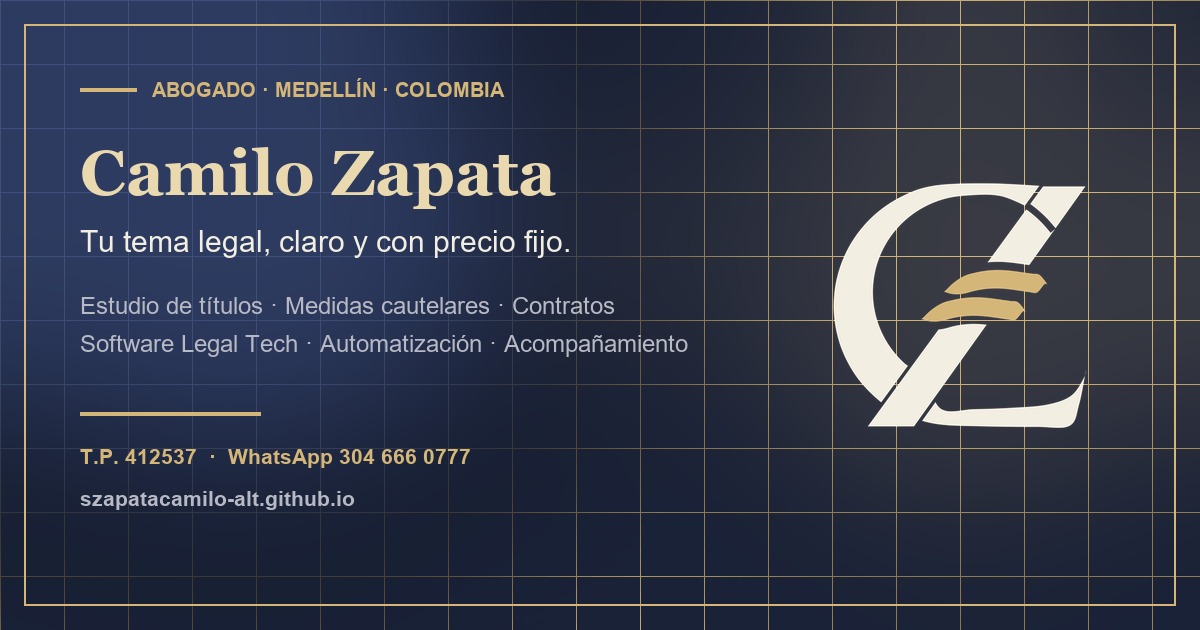 ABOGADO · MEDELLÍN · COLOMBIA
Camilo Zapata
Tu tema legal, claro y con precio fijo.
Estudio de títulos · Medidas cautelares · Contratos
Software Legal Tech · Automatización · Acompañamiento
T.P. 412537 · WhatsApp 304 666 0777
szapatacamilo-alt.github.io
CZ